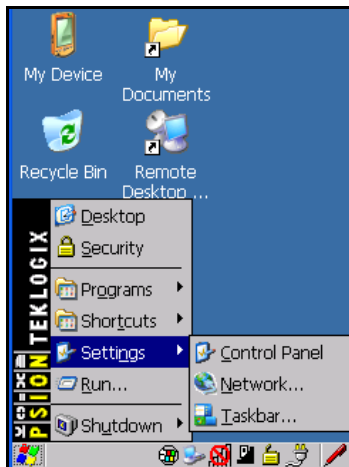 My Device
My
Documents
Recycle Bin
Remote
Desktop ...
Desktop
Security
Programs
Shortcuts
Settings
Run...
Shutdown
Control Panel
Network...
Taskbar...
PSION TEKLOGIX